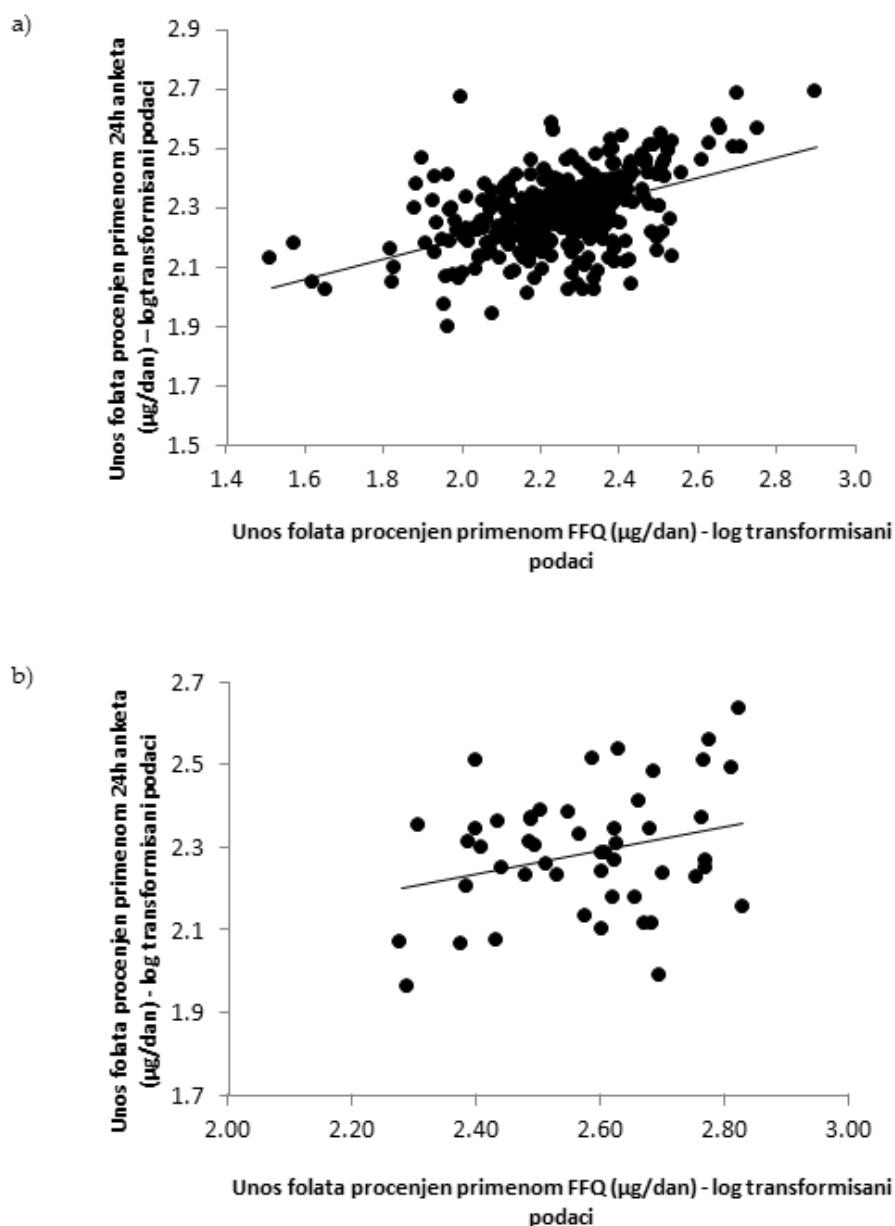 a)
Unos folata procenjen primenom 24h anketa
(µg/dan) – log transformisani podaci
2.9
2.7
2.5
2.3
2.1
1.9
1.7
1.5
1.4 1.6 1.8 2.0 2.2 2.4 2.6 2.8 3.0
Unos folata procenjen primenom FFQ (µg/dan) - log transformisani
podaci
b)
Unos folata procenjen primenom 24h anketa
(µg/dan) - log transformisani podaci
2.7
2.5
2.3
2.1
1.9
1.7
2.00 2.20 2.40 2.60 2.80 3.00
Unos folata procenjen primenom FFQ (µg/dan) - log transformisani
podaci